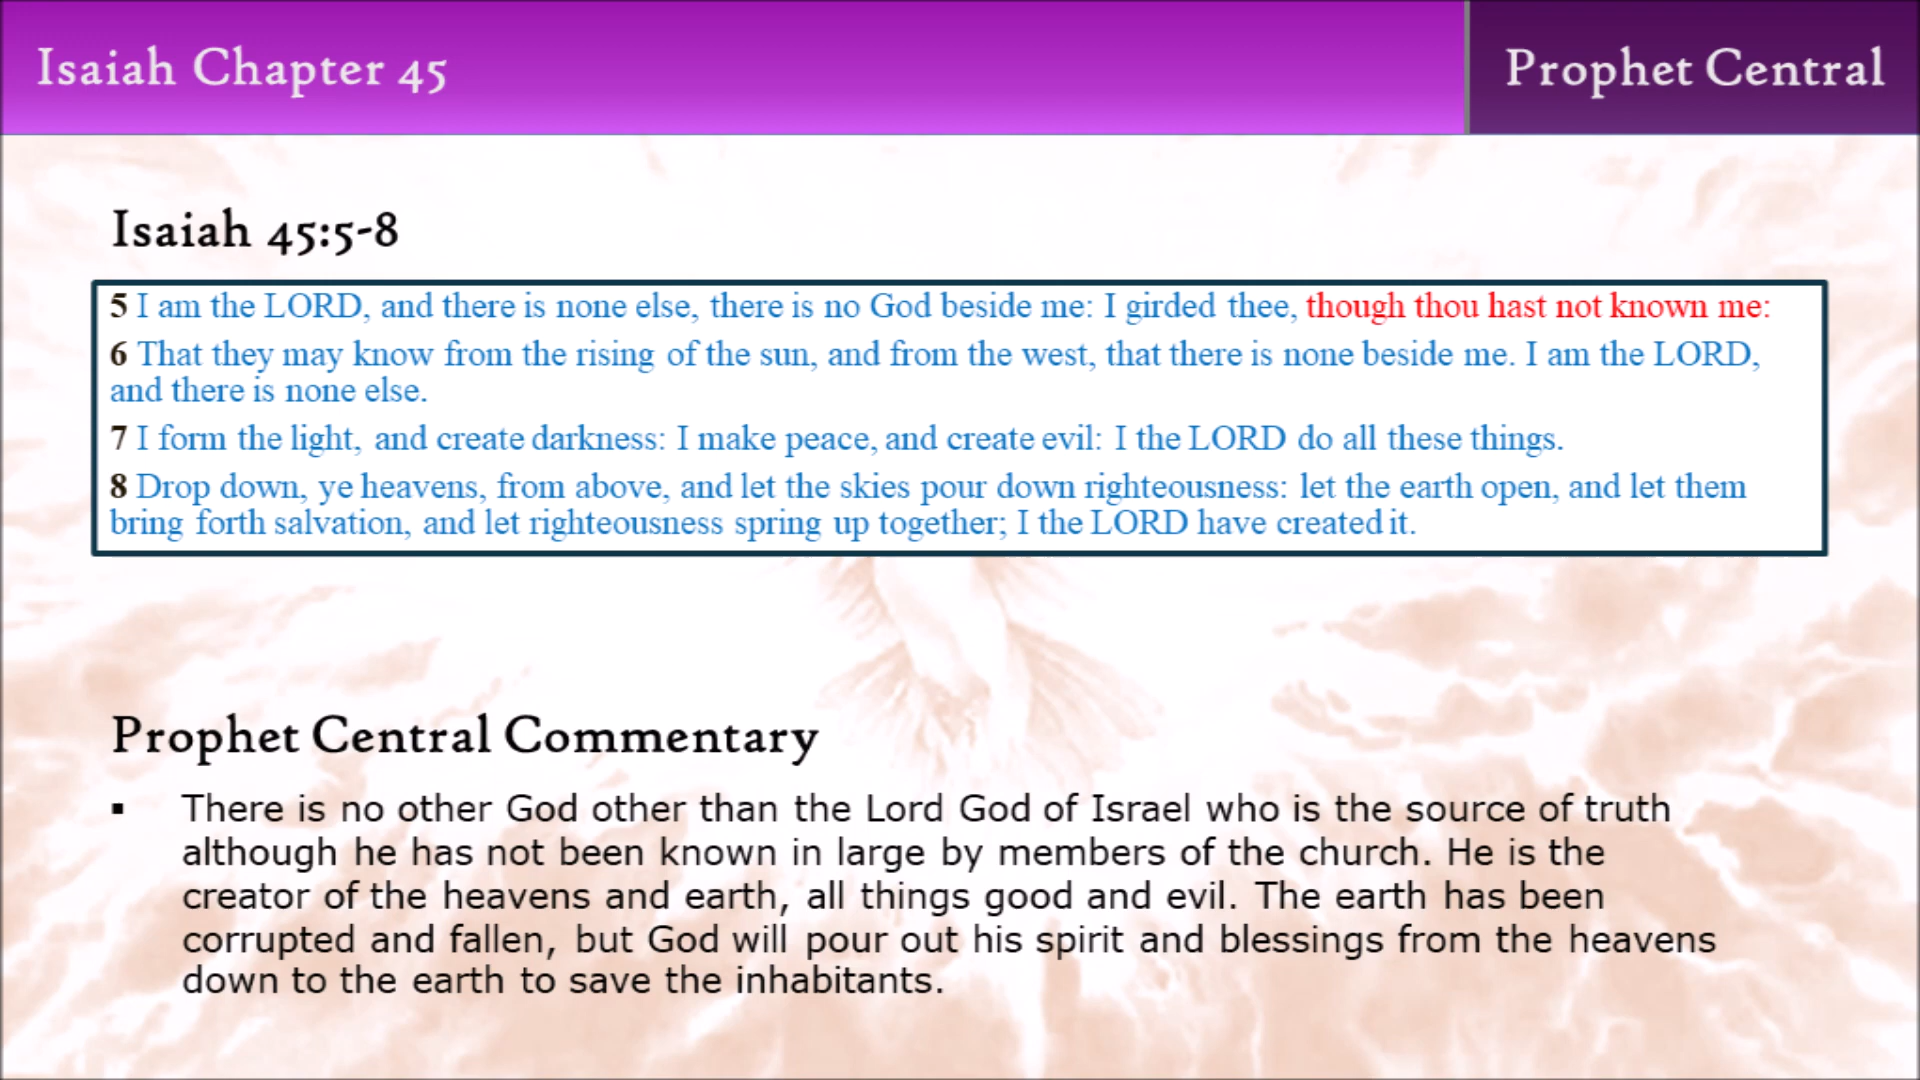 Isaiah Chapter 45
Prophet Central
Isaiah 45:5-8
5 I am the LORD, and there is none else, there is no God beside me: I girded thee, though thou hast not known me:
6 That they may know from the rising of the sun, and from the west, that there is none beside me. I am the LORD,
and there is none else.
7 I form the light, and create darkness: I make peace, and create evil: I the LORD do all these things.
8 Drop down, ye heavens, from above, and let the skies pour down righteousness: let the earth open, and let them
bring forth salvation, and let righteousness spring up together; I the LORD have created it.
Prophet Central Commentary
▪ There is no other God other than the Lord God of Israel who is the source of truth
although he has not been known in large by members of the church. He is the
creator of the heavens and earth, all things good and evil. The earth has been
corrupted and fallen, but God will pour out his spirit and blessings from the heavens
down to the earth to save the inhabitants.